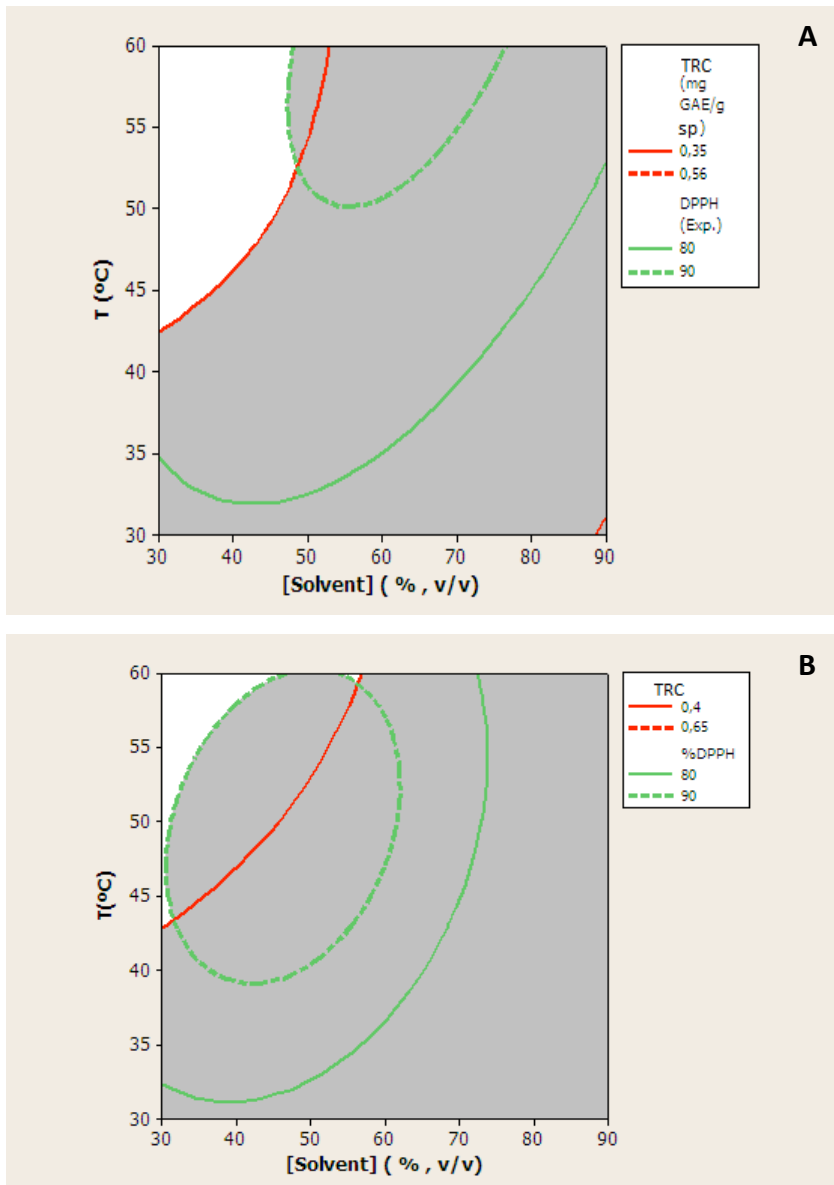 A
60
55
50
45
40
35
30
T (ºC)
30 40 50 60 70 80 90
[Solvent] ( % , v/v)
TRC
(mg
GAE/g
sp)
0,35
0,56
DPPH
(Exp.)
80
90
B
60
55
50
45
40
35
30
T(ºC)
30 40 50 60 70 80 90
[Solvent] ( % , v/v)
TRC
0,4
0,65
%DPPH
80
90